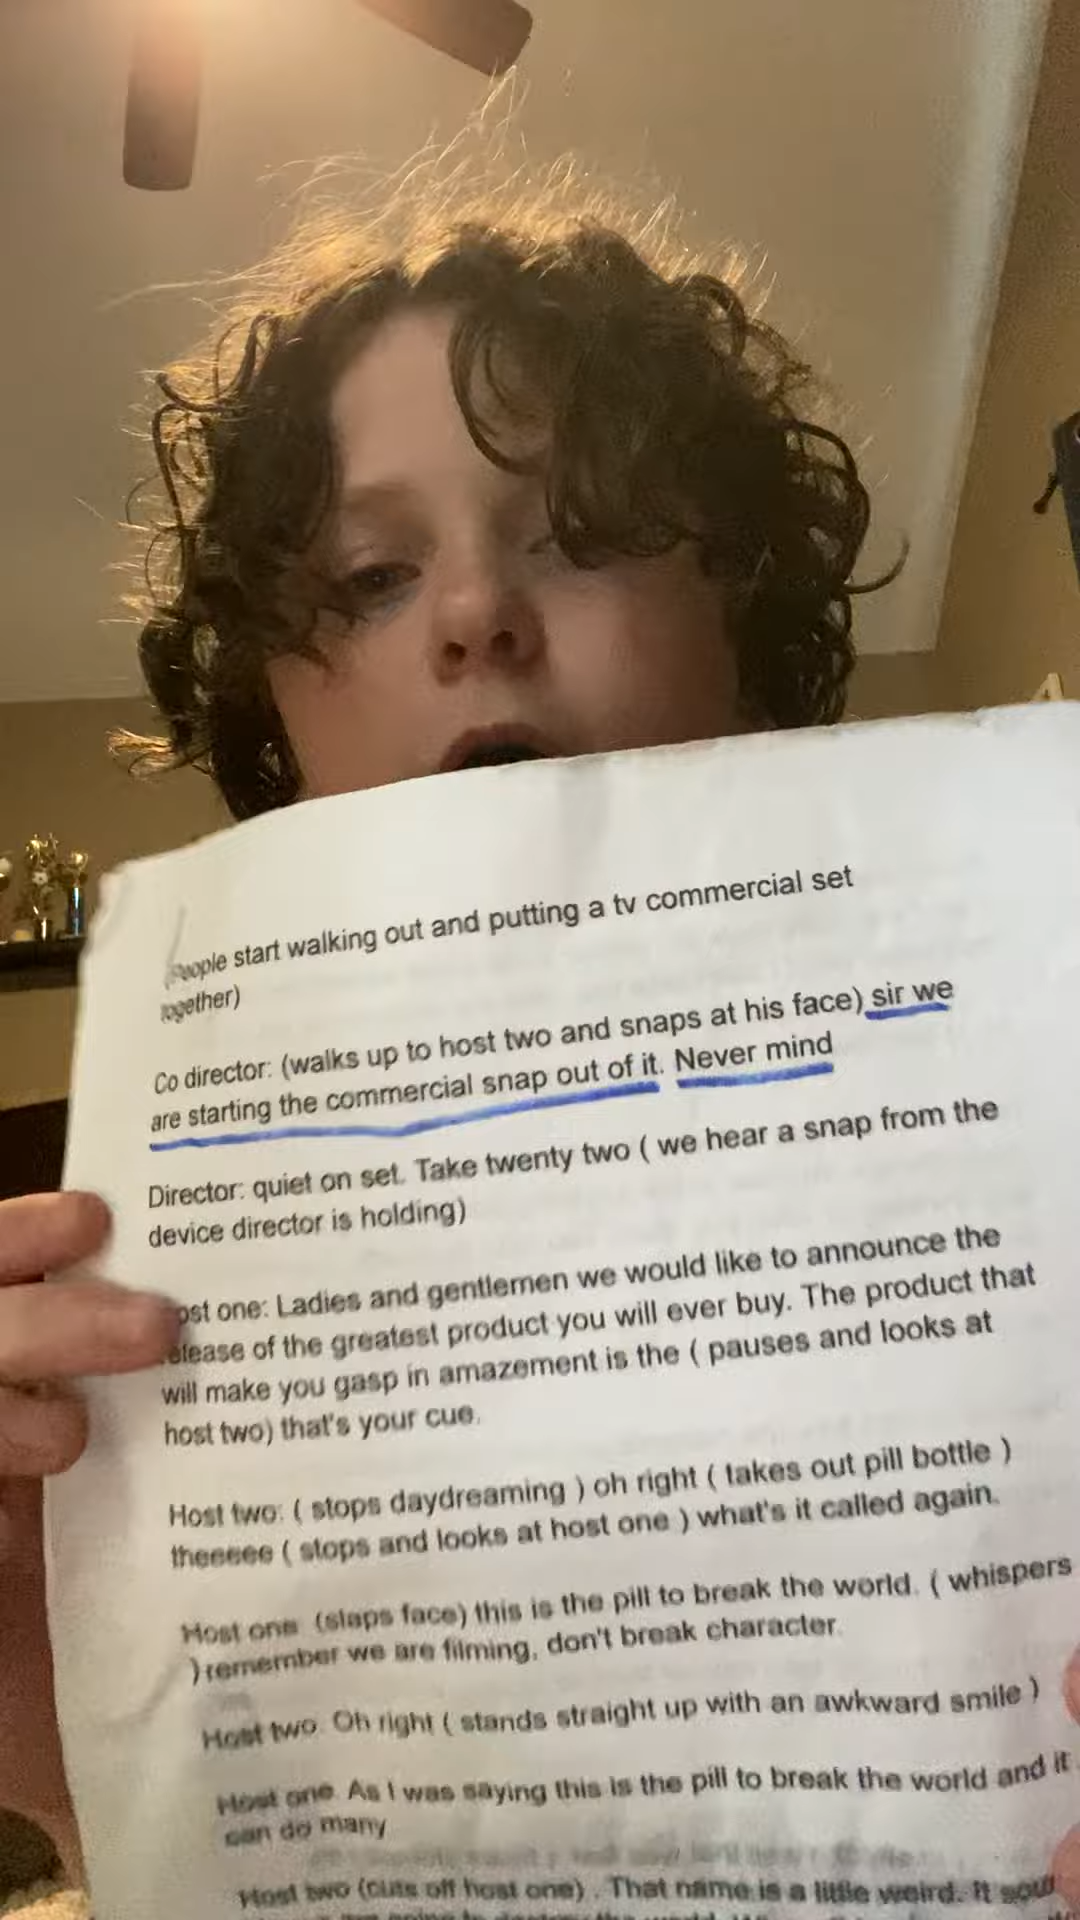 (People start walking out and putting a tv commercial set
together)
Co director: (walks up to host two and snaps at his face) sir we
are starting the commercial snap out of it. Never mind
Director: quiet on set. Take twenty two ( we hear a snap from the
device director is holding)
ost one: Ladies and gentlemen we would like to announce the
elease of the greatest product you will ever buy. The product that
will make you gasp in amazement is the ( pauses and looks at
host two) that's your cue.
Host two: ( stops daydreaming ) oh right ( takes out pill bottle )
theeeee ( stops and looks at host one ) what's it called again.
Host one (slaps face) this is the pill to break the world. ( whispers
) remember we are filming, don't break character.
Host two. Oh right ( stands straight up with an awkward smile )
Host one. As I was saying this is the pill to break the world and it
can do many
Host two (cuts off host one) . That name is a little weird. It sou
going to destroy the world.